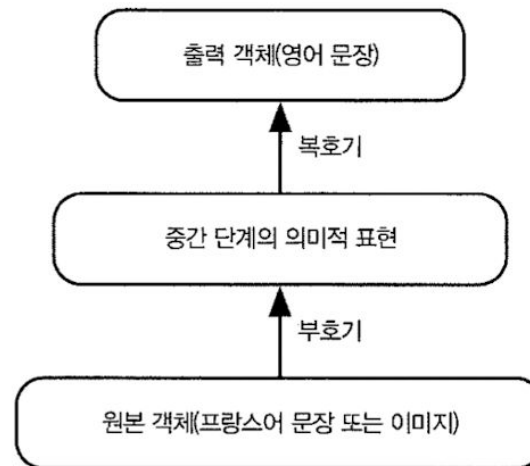 출력 객체(영어 문장)
복호기
중간 단계의 의미적 표현
부호기
원본 객체(프랑스어 문장 또는 이미지)